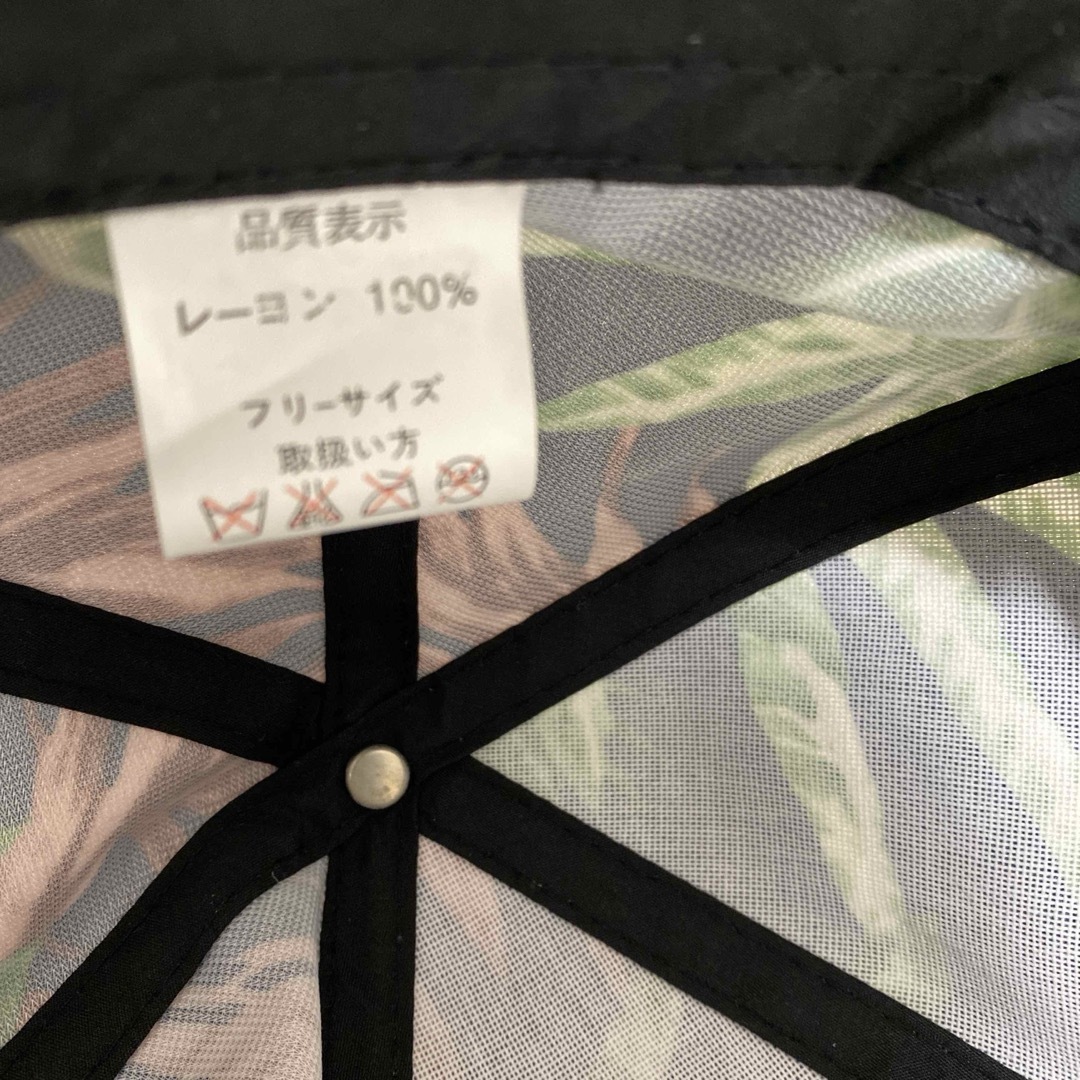 品質表示
レーヨン 100%
フリーサイズ
取扱い方